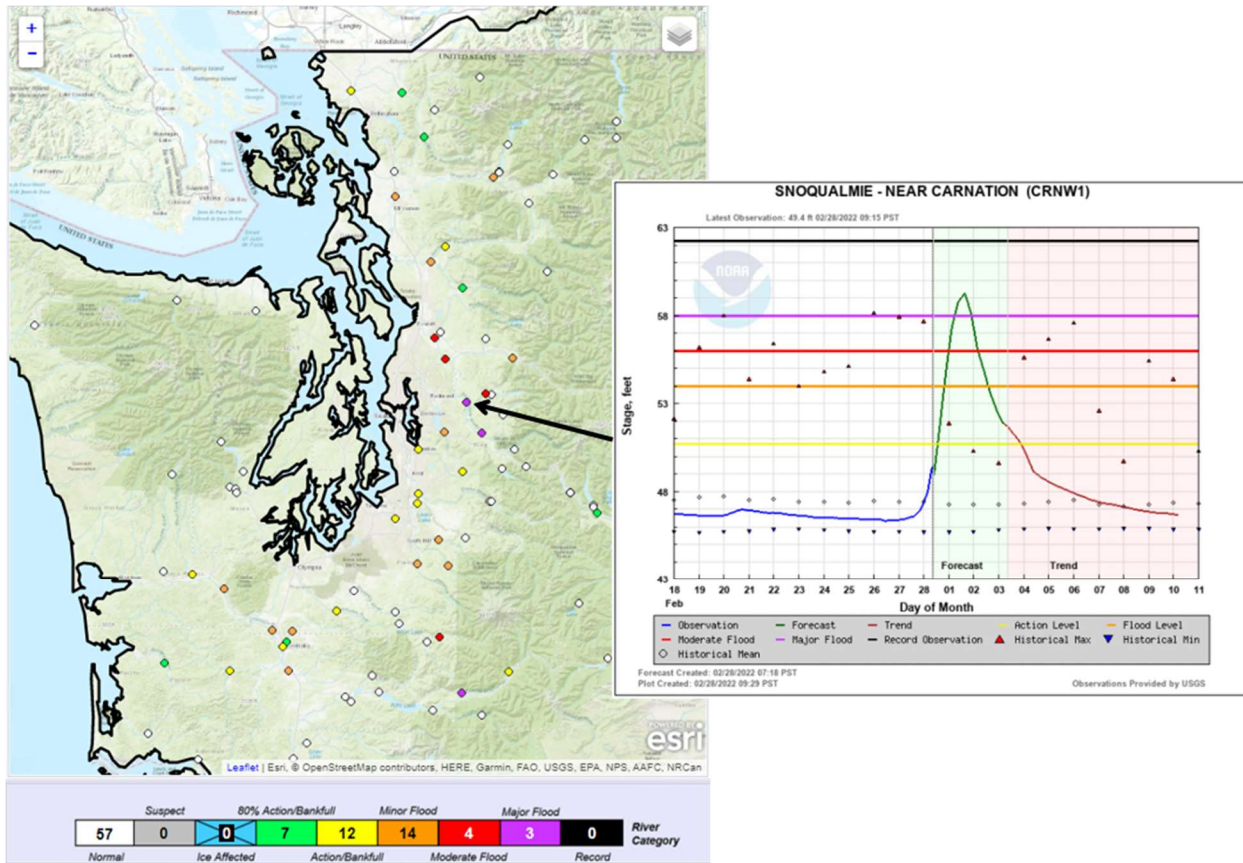 +
−
UNITED STATES
UNITED STATES
Olympia
POWERED BY
esri
Leaflet | Esri, © OpenStreetMap contributors, HERE, Garmin, FAO, USGS, EPA, NPS, AAFC, NRCan
Suspect 80% Action/Bankfull Minor Flood Major Flood
57 0 0 7 12 14 4 3 0 River Category
Normal Ice Affected Action/Bankfull Moderate Flood Record
SNOQUALMIE - NEAR CARNATION (CRNW1)
Latest Observation: 49.4 ft 02/28/2022 09:15 PST
NOAA
Stage, feet
63
58
53
48
43
Forecast Trend
18 19 20 21 22 23 24 25 26 27 28 01 02 03 04 05 06 07 08 09 10 11
Feb
Day of Month
Observation Forecast Trend Action Level Flood Level
Moderate Flood Major Flood Record Observation Historical Max Historical Min
Historical Mean
Forecast Created: 02/28/2022 07:18 PST
Plot Created: 02/28/2022 09:29 PST
Observations Provided by USGS